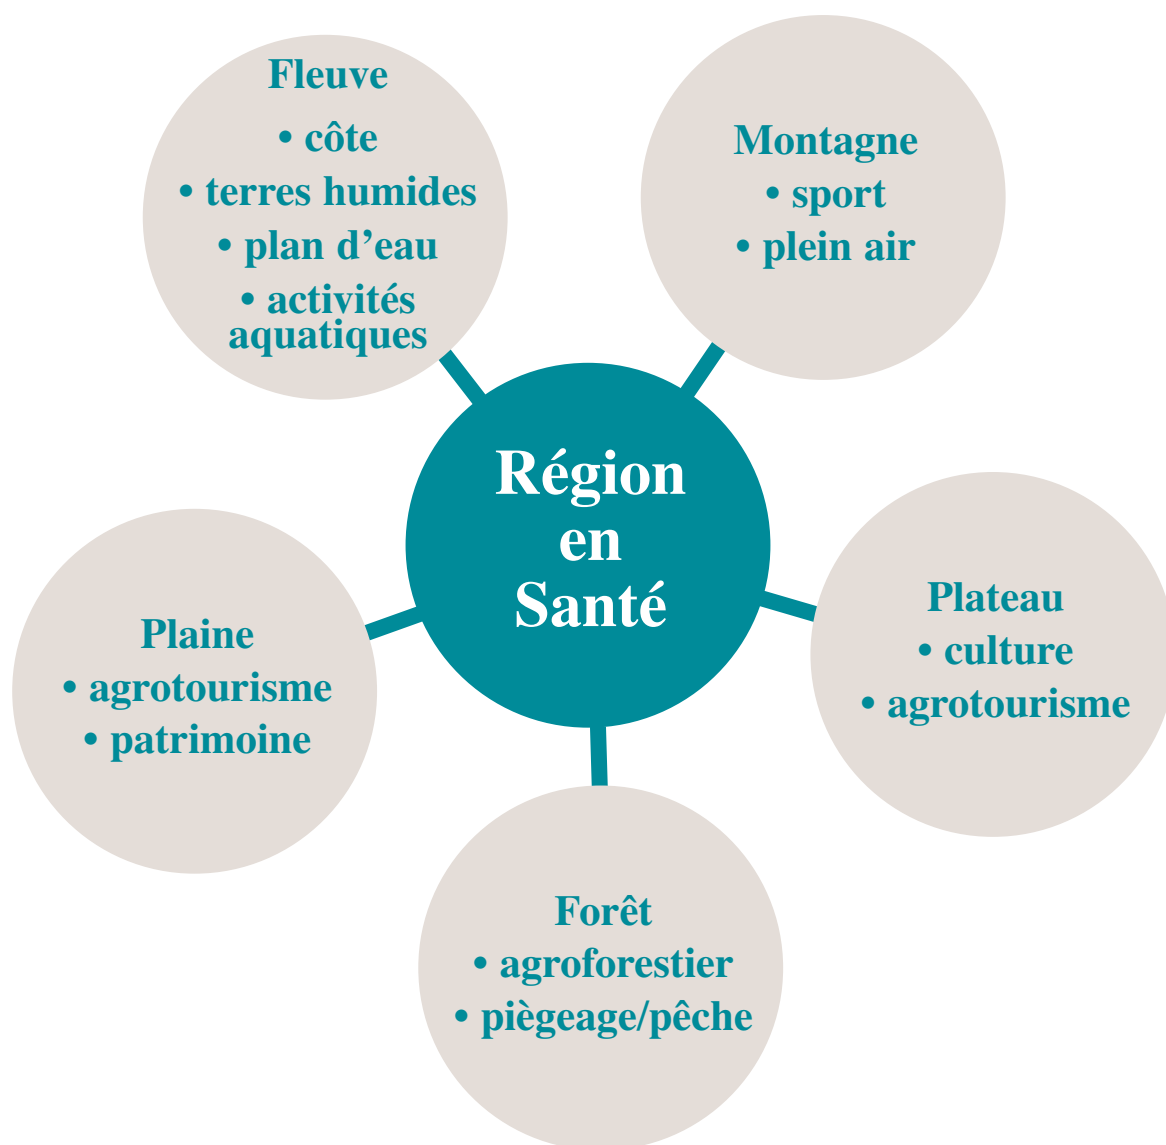 Fleuve
• côte
• terres humides
• plan d’eau
• activités
aquatiques
Montagne
• sport
• plein air
Région
en
Santé
Plateau
• culture
• agrotourisme
Plaine
• agrotourisme
• patrimoine
Forêt
• agroforestier
• piègeage/pêche